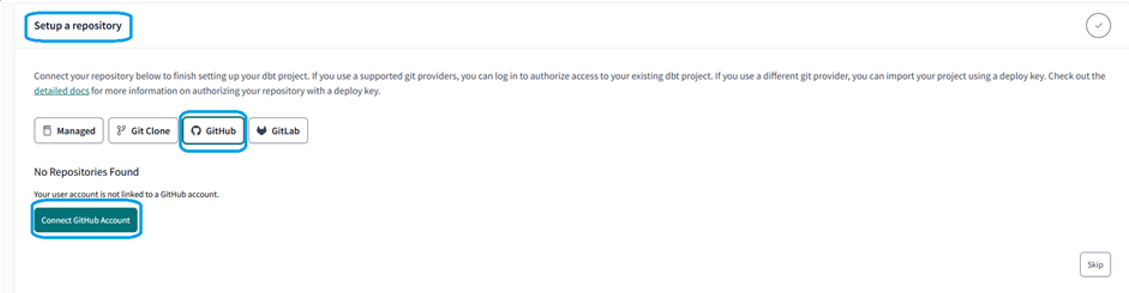 Setup a repository
Connect your repository below to finish setting up your dbt project. If you use a supported git providers, you can log in to authorize access to your existing dbt project. If you use a different git provider, you can import your project using a deploy key. Check out the
detailed docs for more information on authorizing your repository with a deploy key.
Managed Git Clone GitHub GitLab
No Repositories Found
Your user account is not linked to a GitHub account.
Connect GitHub Account
Skip